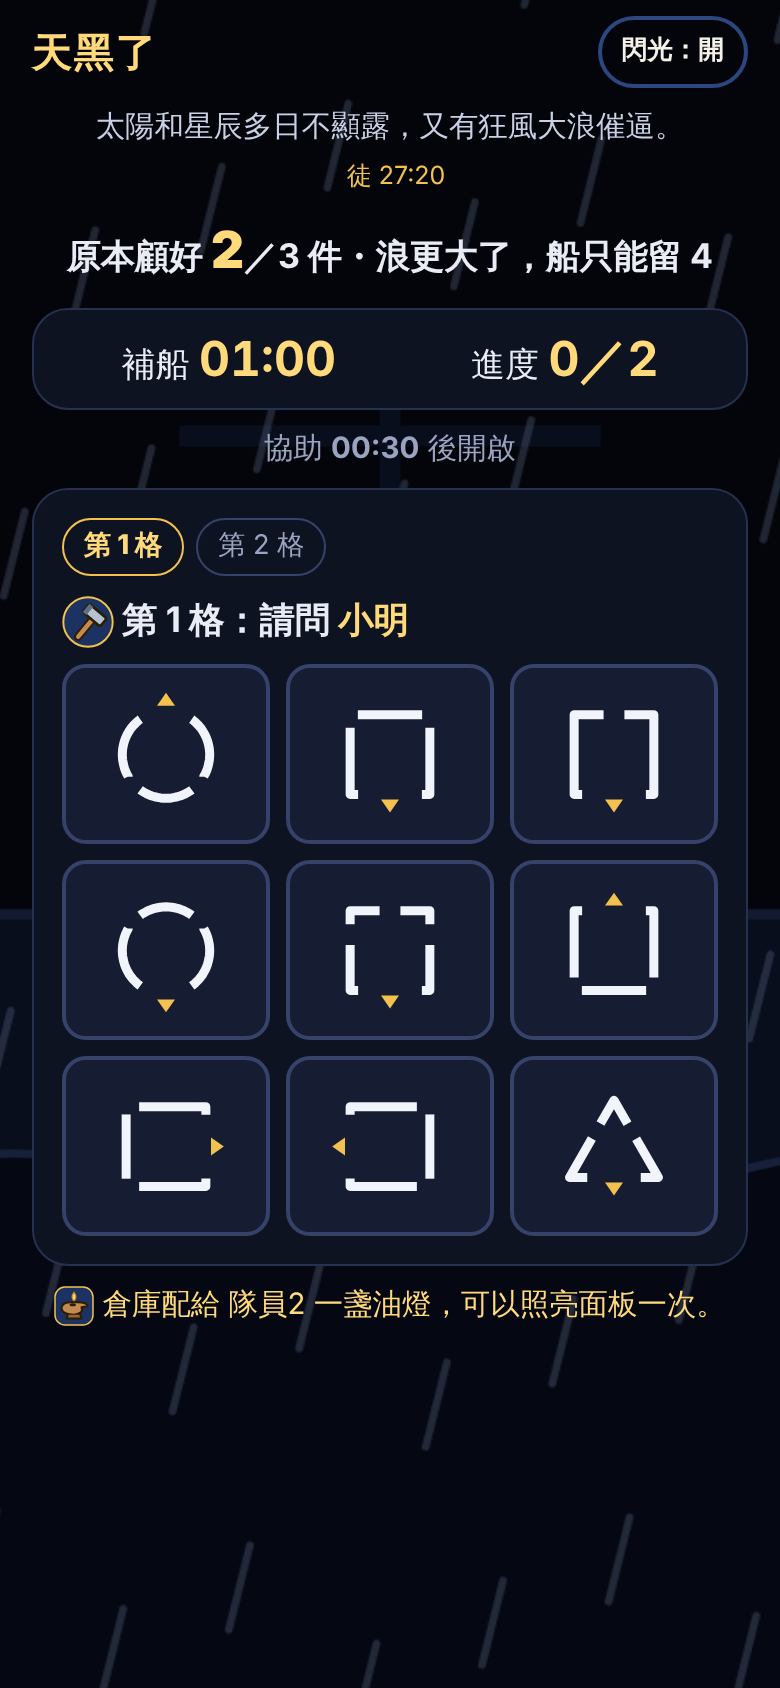 天黑了
閃光：開
太陽和星辰多日不顯露，又有狂風大浪催逼。
徒 27:20
原本顧好 2／3 件・浪更大了，船只能留 4
補船 01:00
進度 0／2
協助 00:30 後開啟
第 1 格
第 2 格
第 1 格：請問 小明
倉庫配給 隊員2 一盞油燈，可以照亮面板一次。